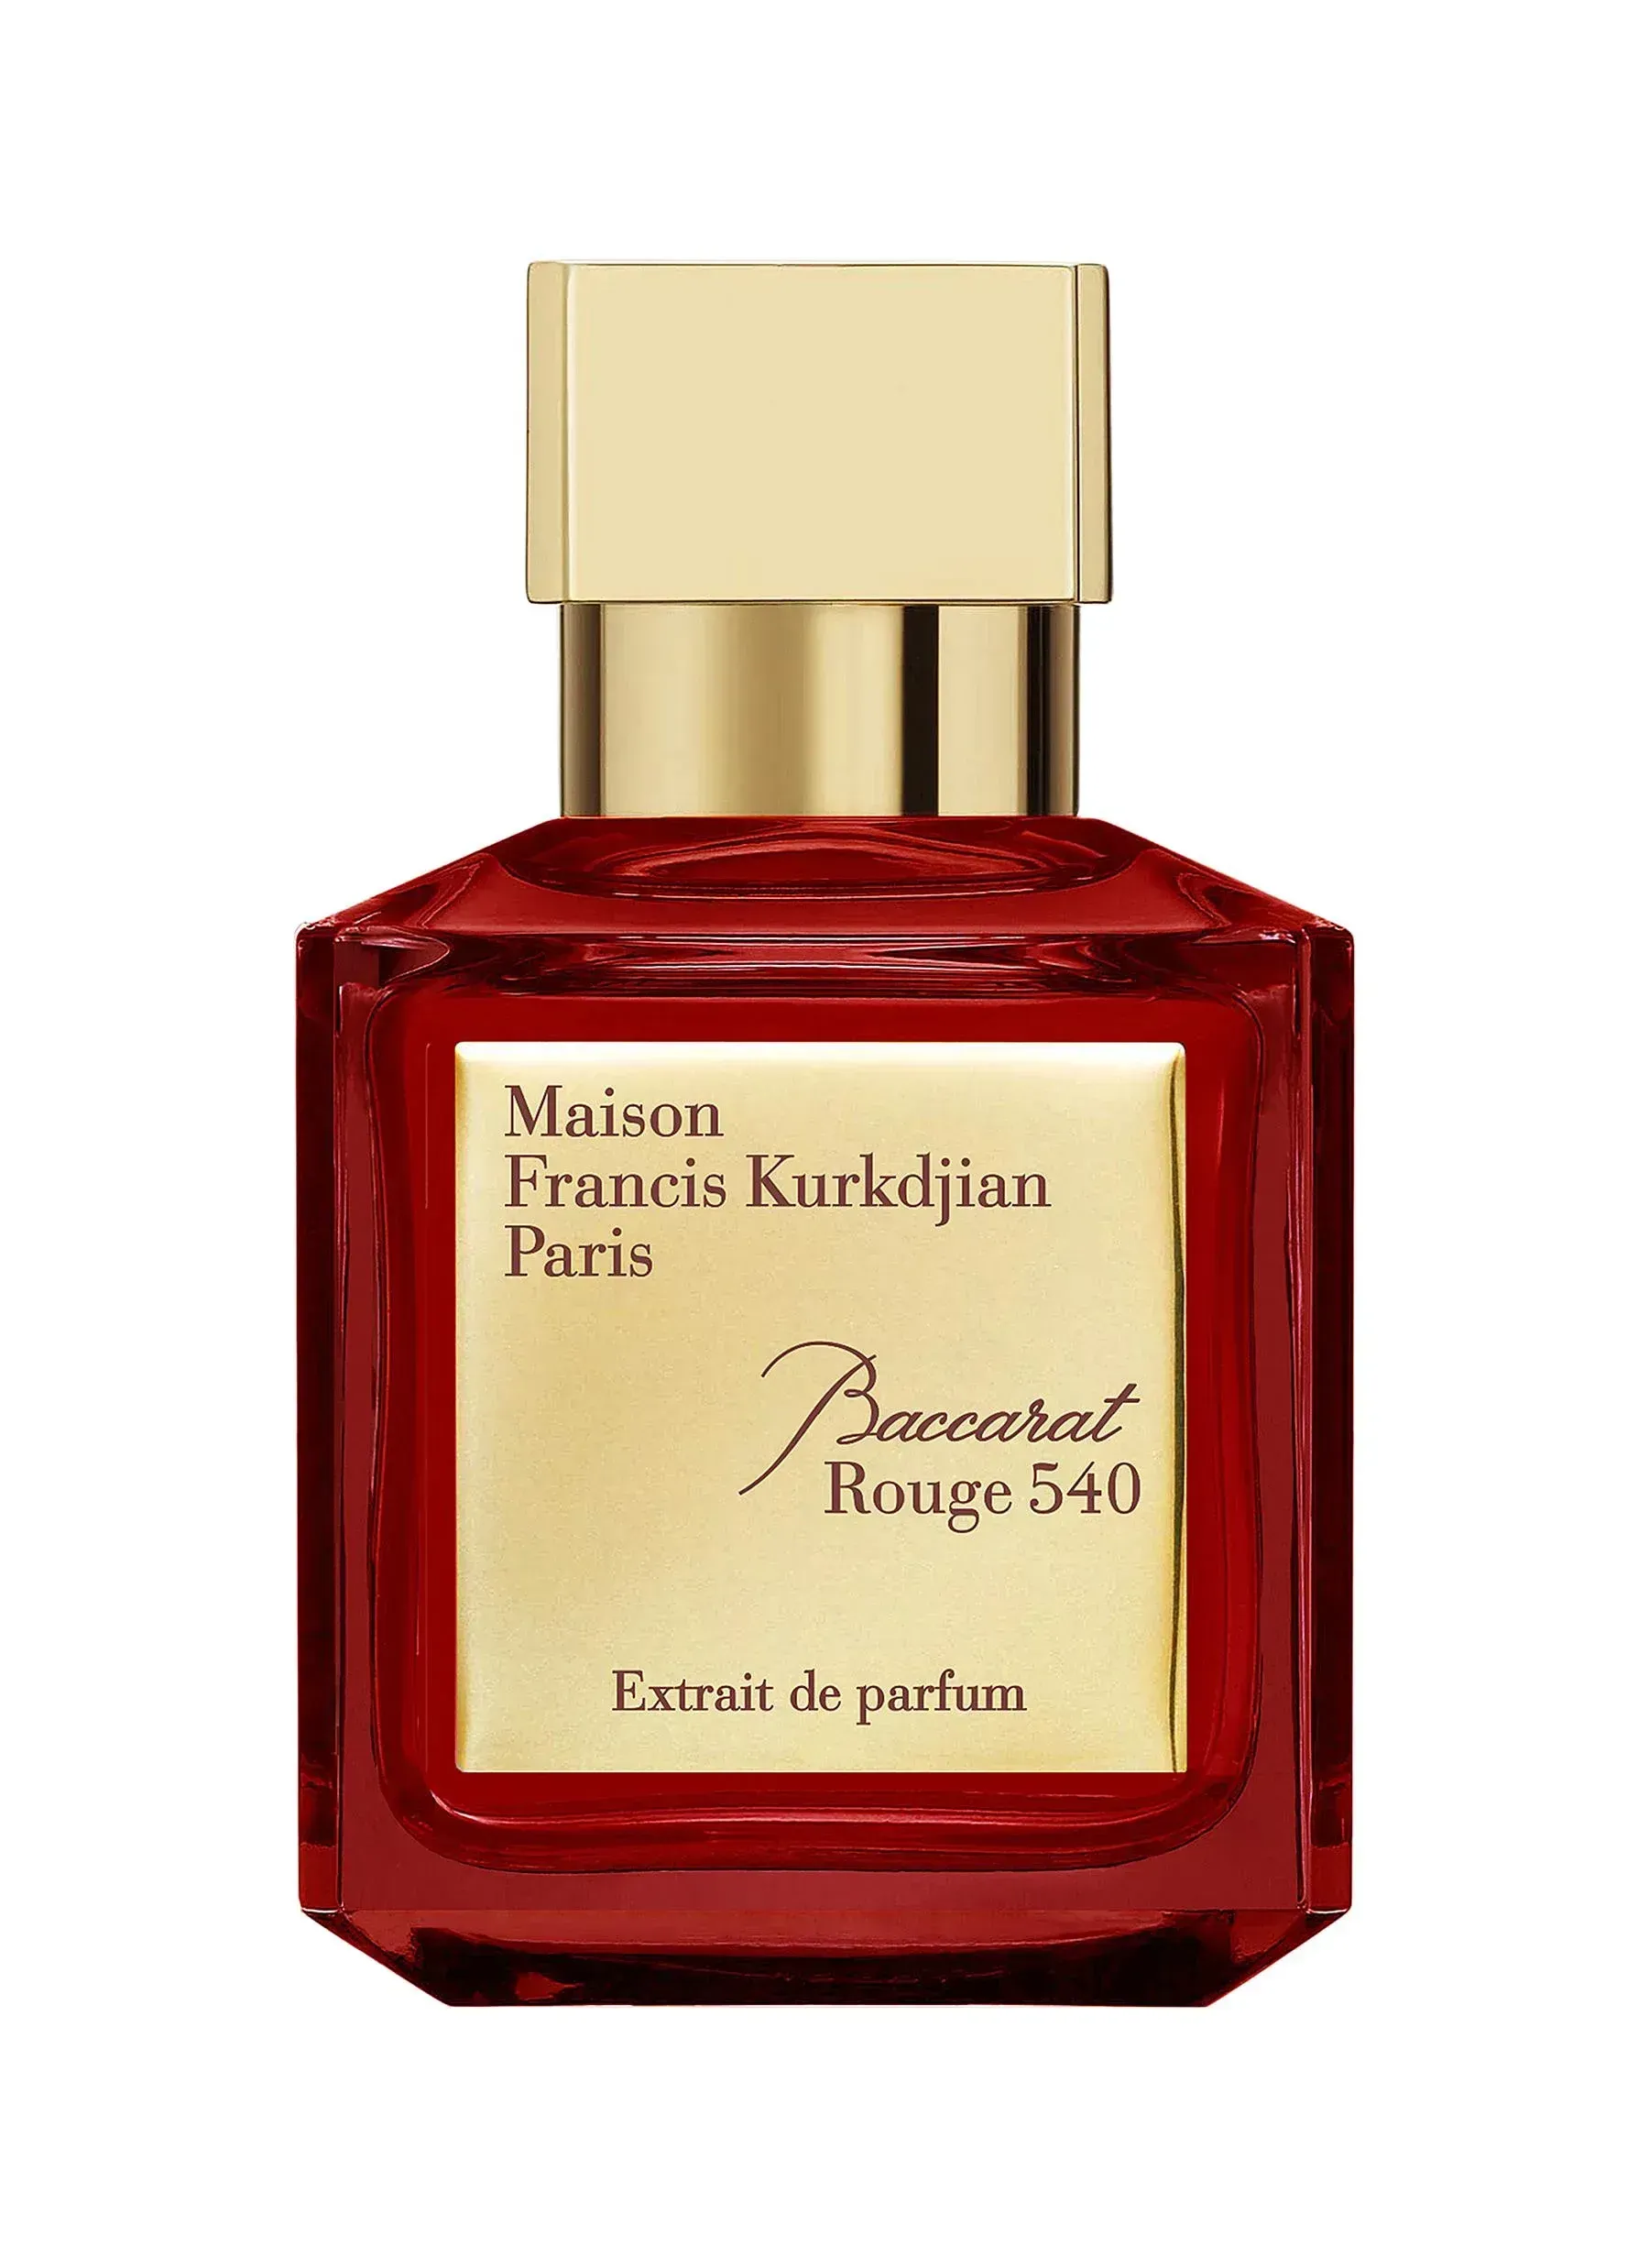 Maison
Francis Kurkdjian
Paris
Baccarat
Rouge 540
Extrait de parfum